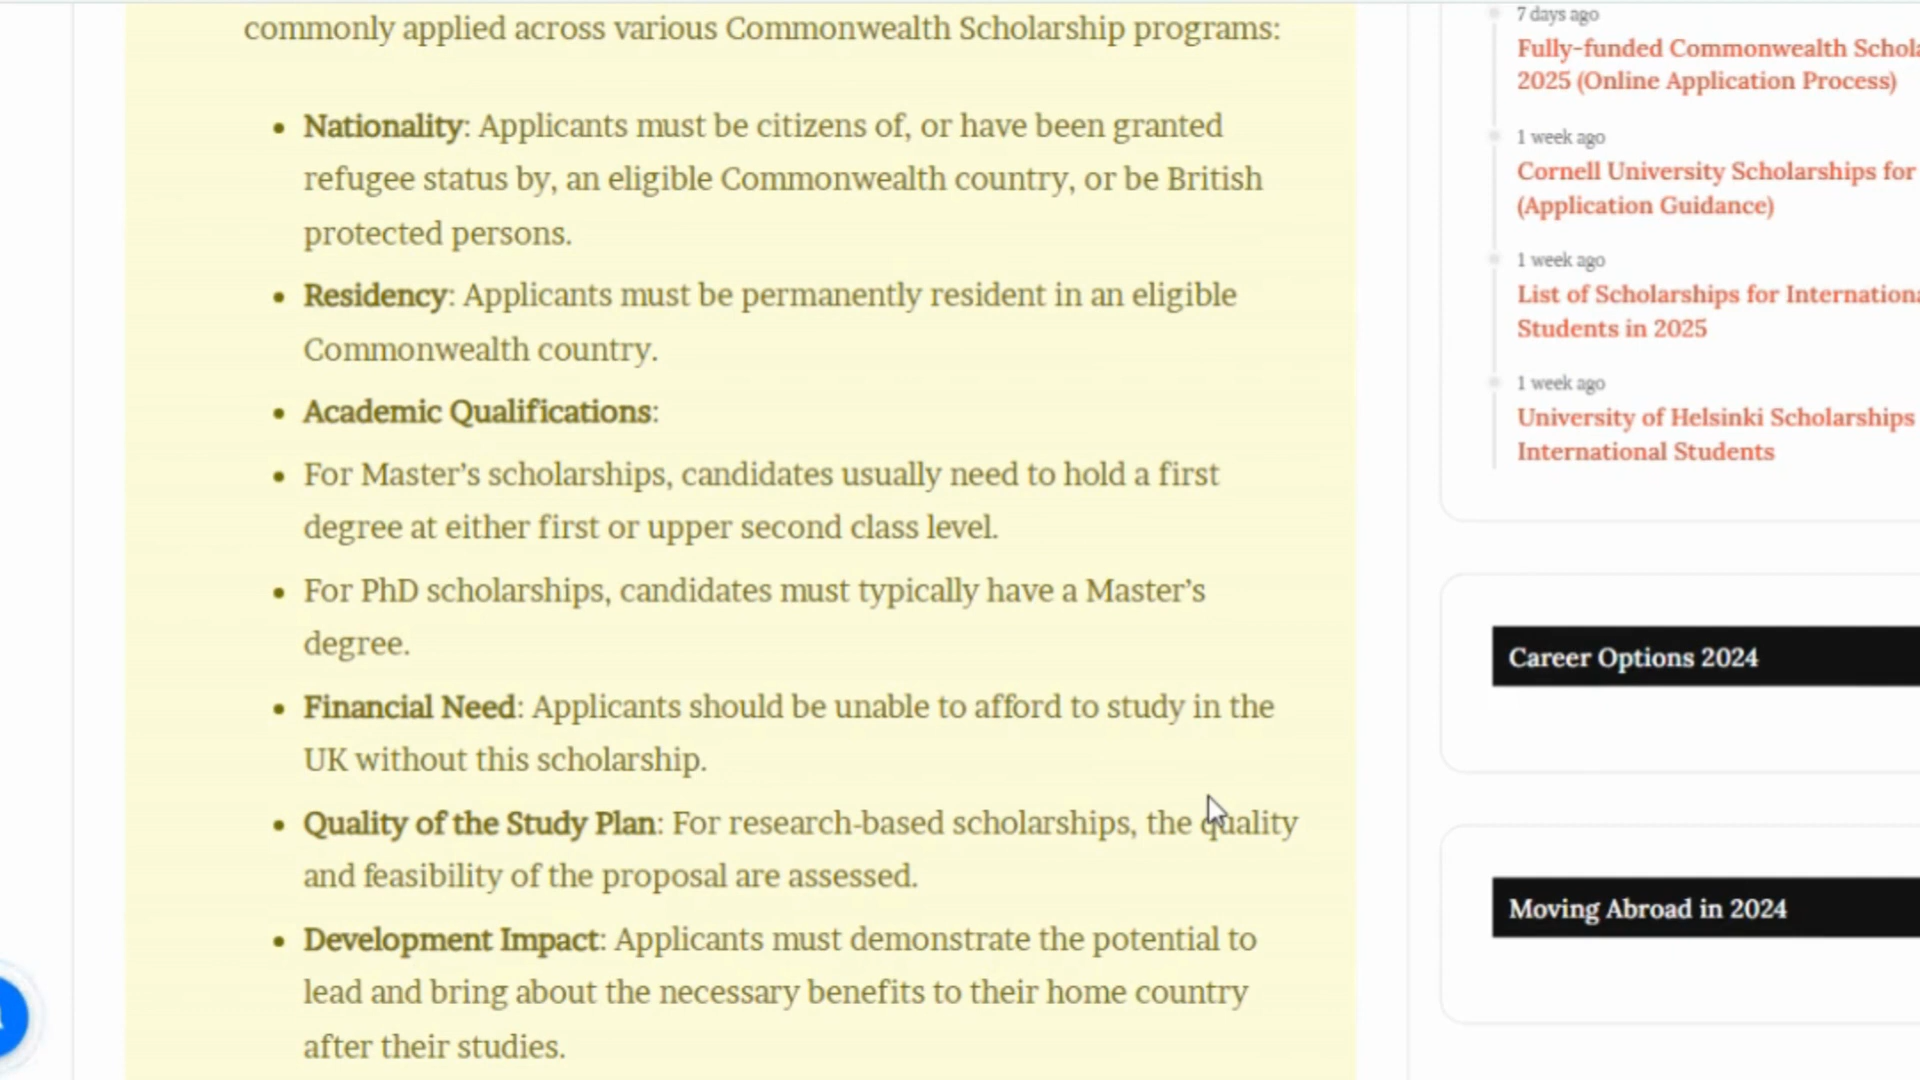 commonly applied across various Commonwealth Scholarship programs:
• Nationality: Applicants must be citizens of, or have been granted
refugee status by, an eligible Commonwealth country, or be British
protected persons.
• Residency: Applicants must be permanently resident in an eligible
Commonwealth country.
• Academic Qualifications:
• For Master’s scholarships, candidates usually need to hold a first
degree at either first or upper second class level.
• For PhD scholarships, candidates must typically have a Master’s
degree.
• Financial Need: Applicants should be unable to afford to study in the
UK without this scholarship.
• Quality of the Study Plan: For research-based scholarships, the quality
and feasibility of the proposal are assessed.
• Development Impact: Applicants must demonstrate the potential to
lead and bring about the necessary benefits to their home country
after their studies.
7 days ago
Fully-funded Commonwealth
2025 (Online Application Process)
1 week ago
Cornell University Scholarships for
(Application Guidance)
1 week ago
List of Scholarships for
Students in 2025
1 week ago
University of Helsinki Scholarships
International Students
Career Options 2024
Moving Abroad in 2024